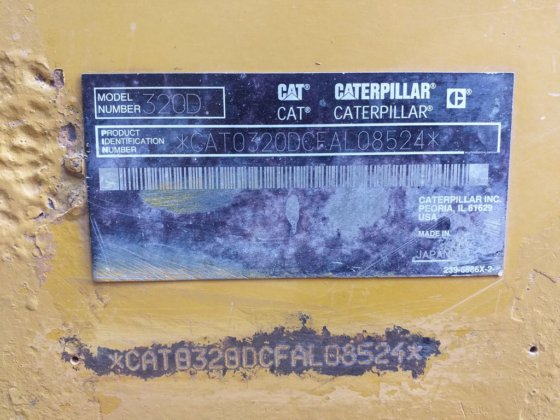 MODEL NUMBER 320D
CAT CATERPILLAR C
CAT® CATERPILLAR®
PRODUCT IDENTIFICATION NUMBER *CAT0320DCFAL08524*
CATERPILLAR INC.
PEORIA, IL 61629
USA
MADE IN
JAPAN
239-5586X-2
*CAT0320DCFAL08524*